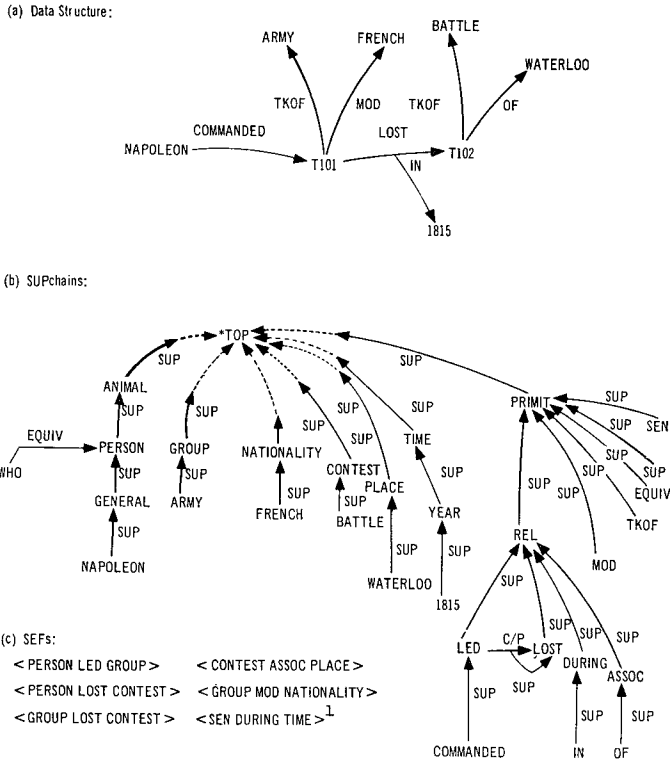 (a) Data Structure:
BATTLE
ARMY FRENCH
WATERLOO
TKOF MOD TKOF OF
COMMANDED LOST
NAPOLEON T101 IN T102
1815
(b) SUPchains:
*TOP
SUP SUP
ANIMAL SUP
SUP SUP SUP SUP SUP PRIMIT SUP
EQUIV TIME SEN
WHO PERSON GROUP NATIONALITY SUP
SUP SUP CONTEST SUP SUP SUP EQUIV
GENERAL ARMY SUP SUP PLACE SUP SUP
FRENCH BATTLE YEAR TKOF
SUP REL
NAPOLEON SUP SUP MOD
WATERLOO SUP
1815
(c) SEFs:
C/P SUP SUP SUP
LED LOST
<PERSON LED GROUP> <CONTEST ASSOC PLACE>
DURING
SUP ASSOC
<PERSON LOST CONTEST> <GROUP MOD NATIONALITY>
SUP
<GROUP LOST CONTEST> <SEN DURING TIME>1
SUP SUP
COMMANDED IN OF